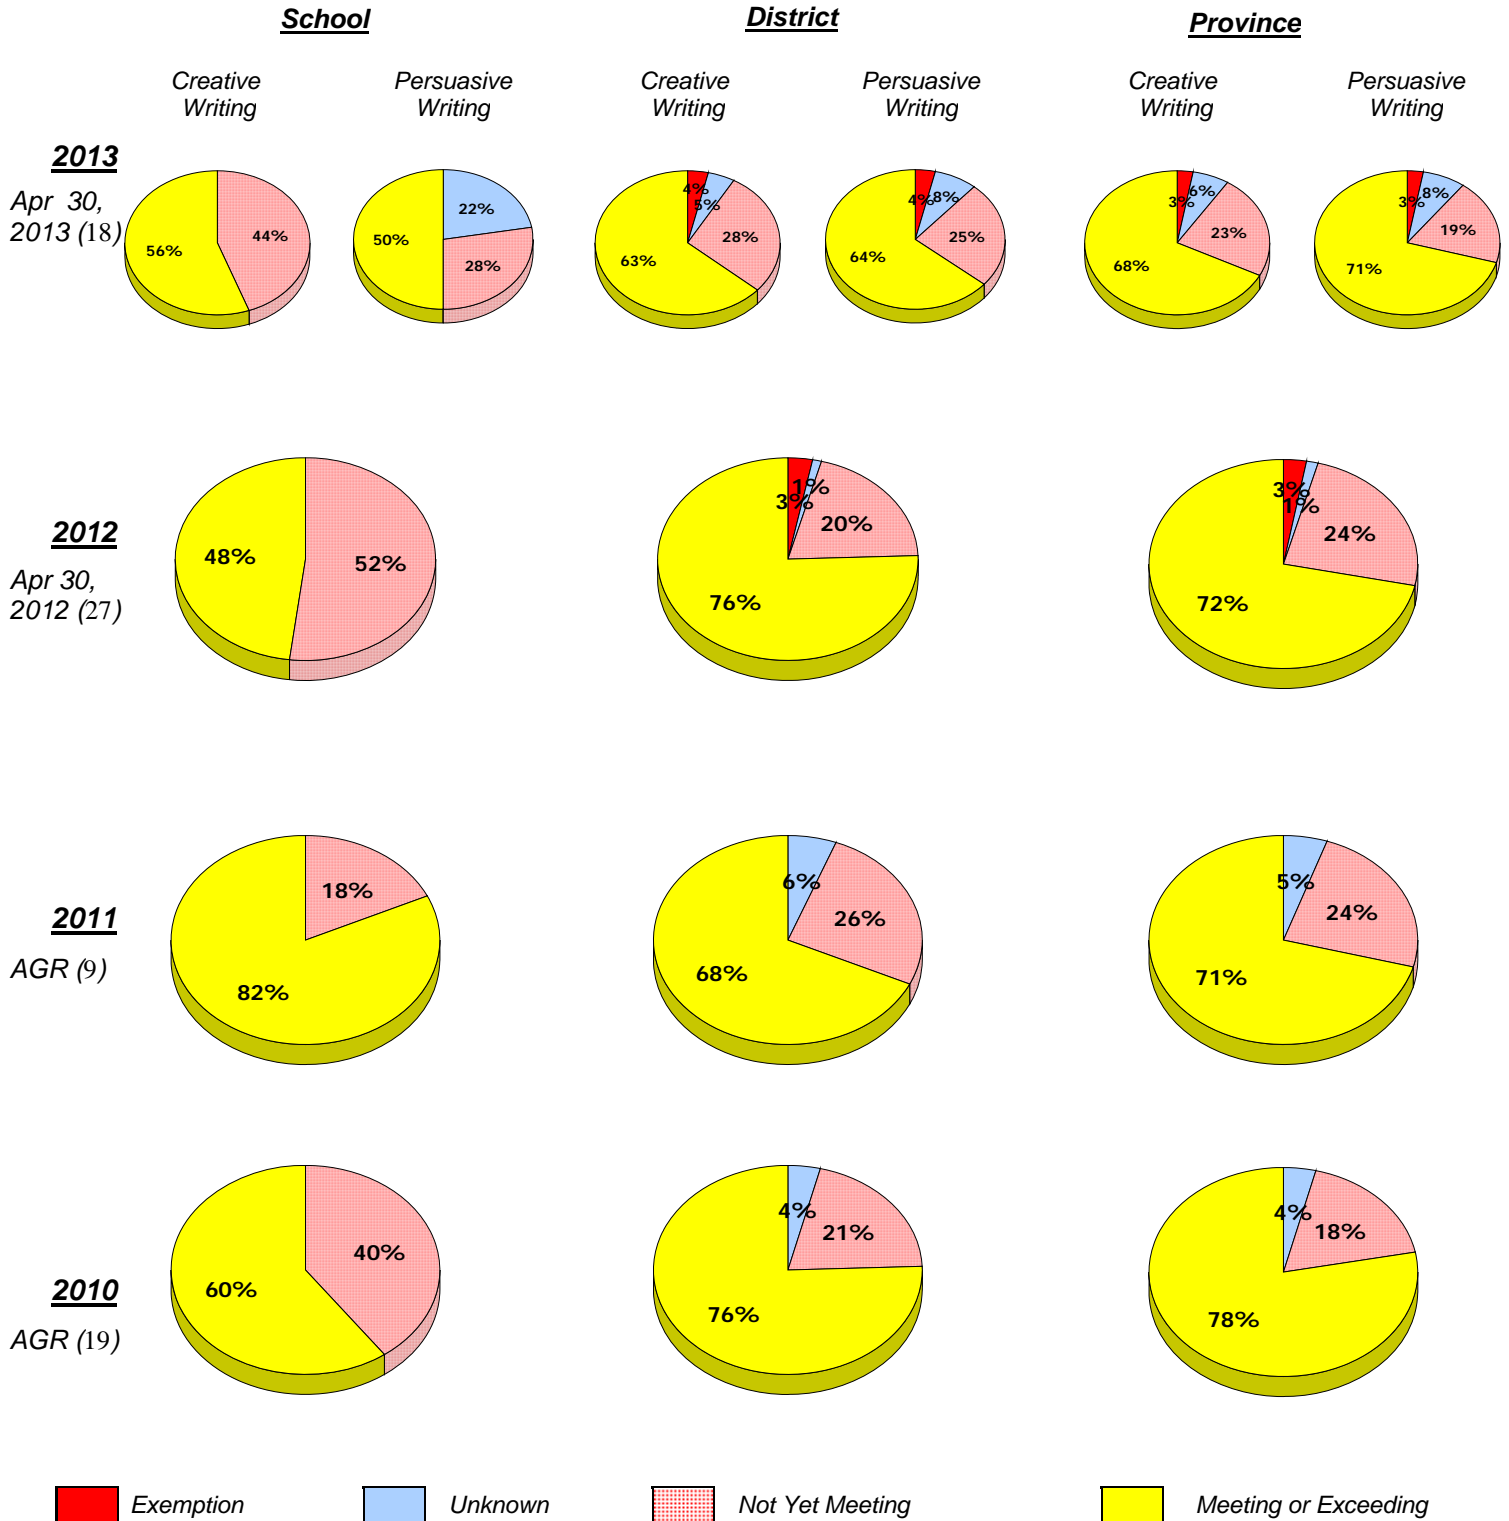 School District Province
Creative Writing Persuasive Writing Creative Writing Persuasive Writing Creative Writing Persuasive Writing
2013
Apr 30,
2013 (18)
56% 44%
50% 22% 28%
4% 5% 28% 63%
4% 8% 25% 64%
3% 6% 23% 68%
3% 8% 19% 71%
2012
Apr 30,
2012 (27)
48% 52%
3% 1% 20% 76%
3% 1% 24% 72%
2011
AGR (9)
18% 82%
6% 26% 68%
5% 24% 71%
2010
AGR (19)
40% 60%
4% 21% 76%
4% 18% 78%
Exemption Unknown Not Yet Meeting Meeting or Exceeding